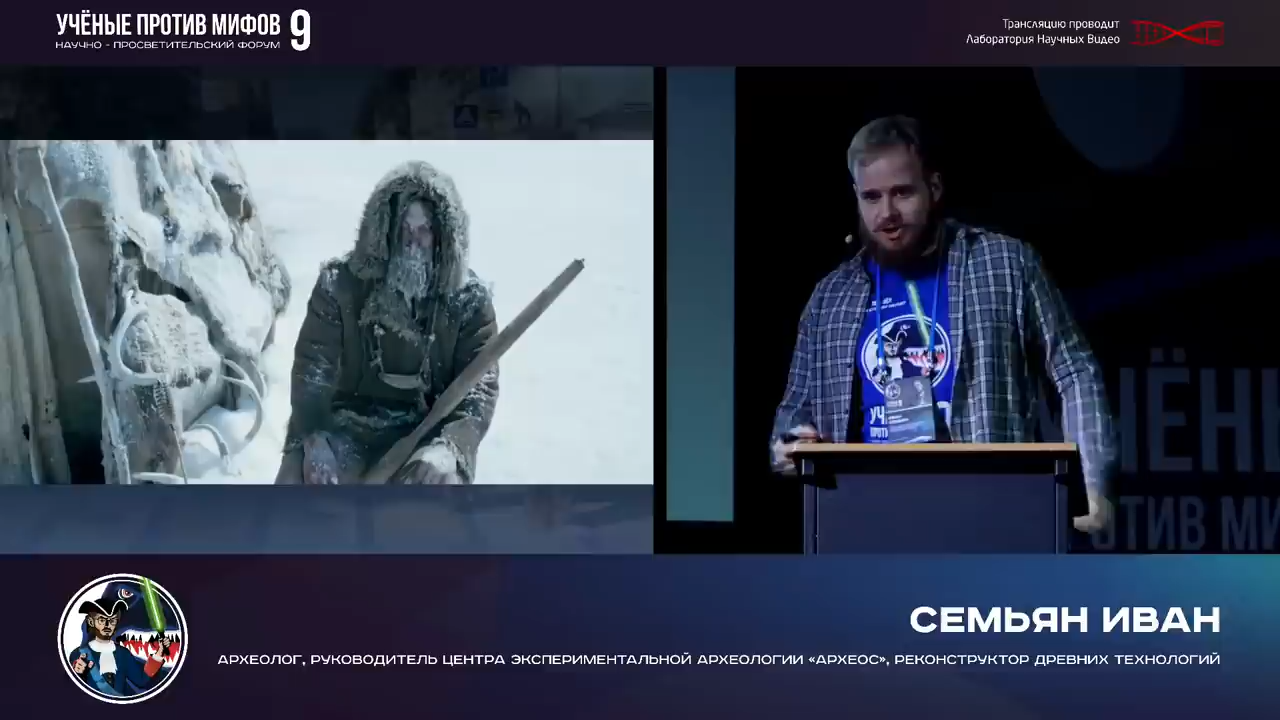 УЧЁНЫЕ ПРОТИВ МИФОВ 9
НАУЧНО - ПРОСВЕТИТЕЛЬСКИЙ ФОРУМ
Трансляцию проводит
Лаборатория Научных Видео
СЕМЬЯН ИВАН
АРХЕОЛОГ, РУКОВОДИТЕЛЬ ЦЕНТРА ЭКСПЕРИМЕНТАЛЬНОЙ АРХЕОЛОГИИ «АРХЕОС», РЕКОНСТРУКТОР ДРЕВНИХ ТЕХНОЛОГИЙ